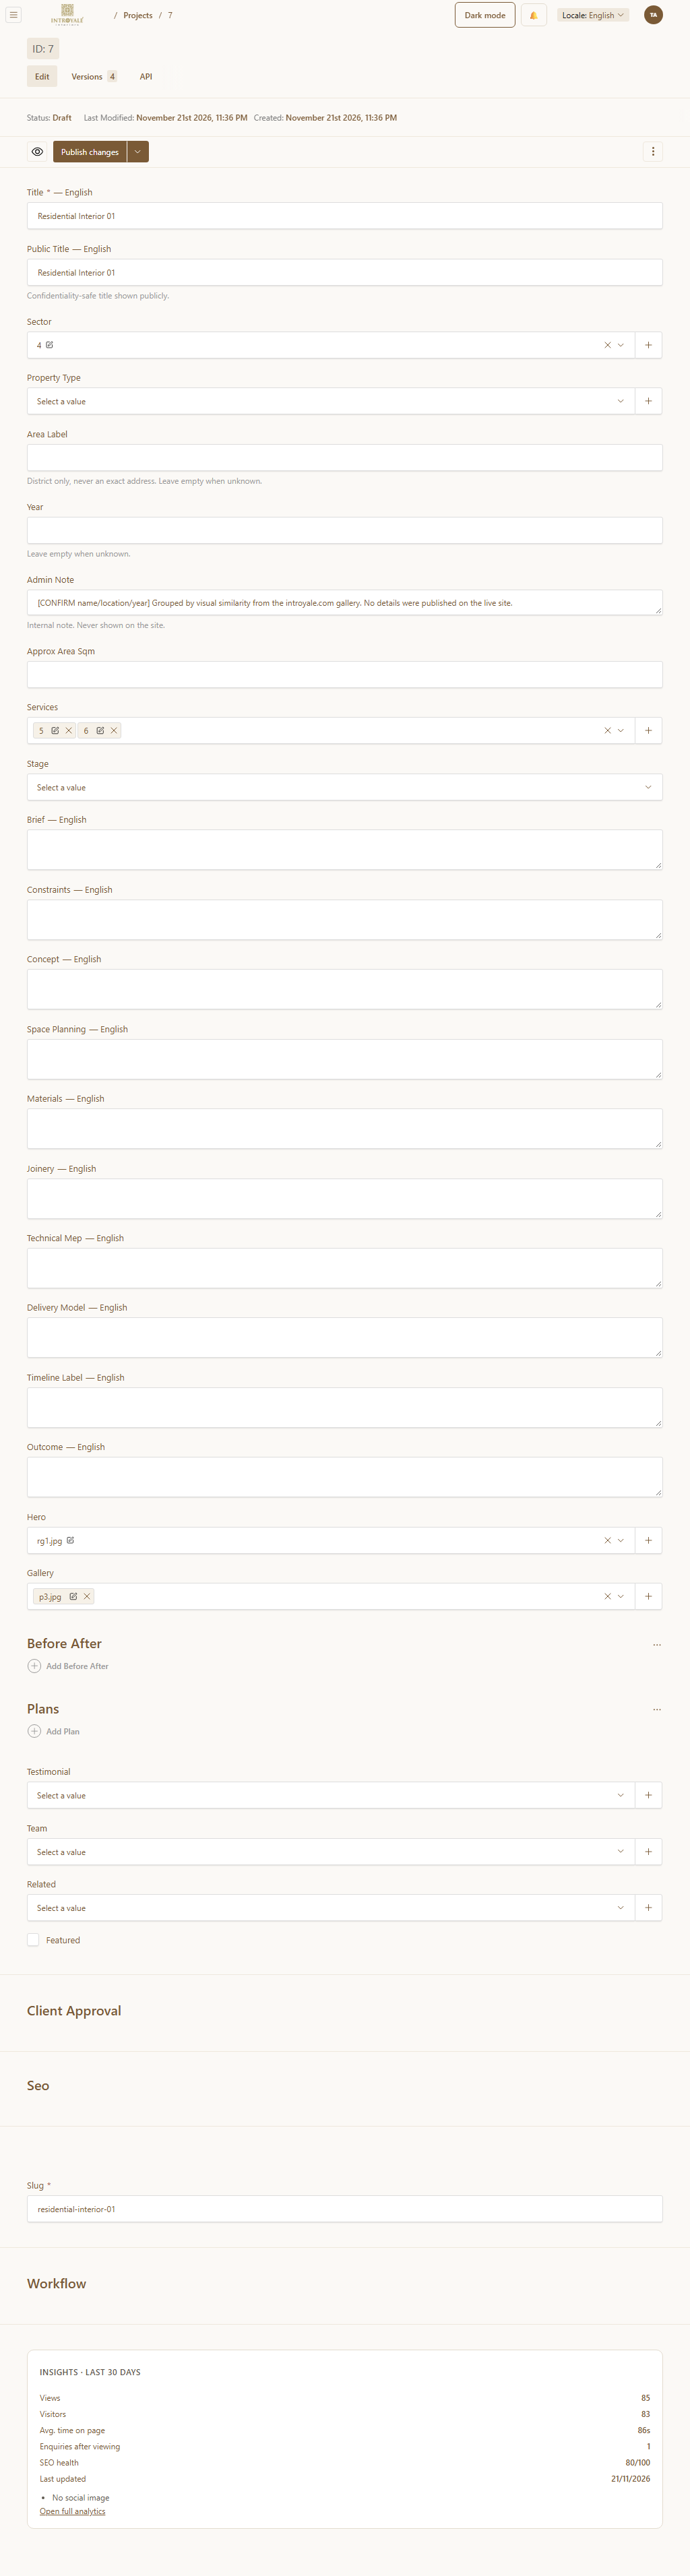 INTROYALE
/ Projects / 7
Dark mode
Locale: English
TA
ID: 7
Edit
Versions 4
API
Status: Draft Last Modified: November 21st 2026, 11:36 PM Created: November 21st 2026, 11:36 PM
Publish changes
Title * — English
Residential Interior 01
Public Title — English
Residential Interior 01
Confidentiality-safe title shown publicly.
Sector
4
Property Type
Select a value
Area Label
District only, never an exact address. Leave empty when unknown.
Year
Leave empty when unknown.
Admin Note
[CONFIRM name/location/year] Grouped by visual similarity from the introyale.com gallery. No details were published on the live site.
Internal note. Never shown on the site.
Approx Area Sqm
Services
5 6
Stage
Select a value
Brief — English
Constraints — English
Concept — English
Space Planning — English
Materials — English
Joinery — English
Technical Mep — English
Delivery Model — English
Timeline Label — English
Outcome — English
Hero
rg1.jpg
Gallery
p3.jpg
Before After
Add Before After
Plans
Add Plan
Testimonial
Select a value
Team
Select a value
Related
Select a value
Featured
Client Approval
Seo
Slug *
residential-interior-01
Workflow
INSIGHTS · LAST 30 DAYS
Views 85
Visitors 83
Avg. time on page 86s
Enquiries after viewing 1
SEO health 80/100
Last updated 21/11/2026
• No social image
Open full analytics